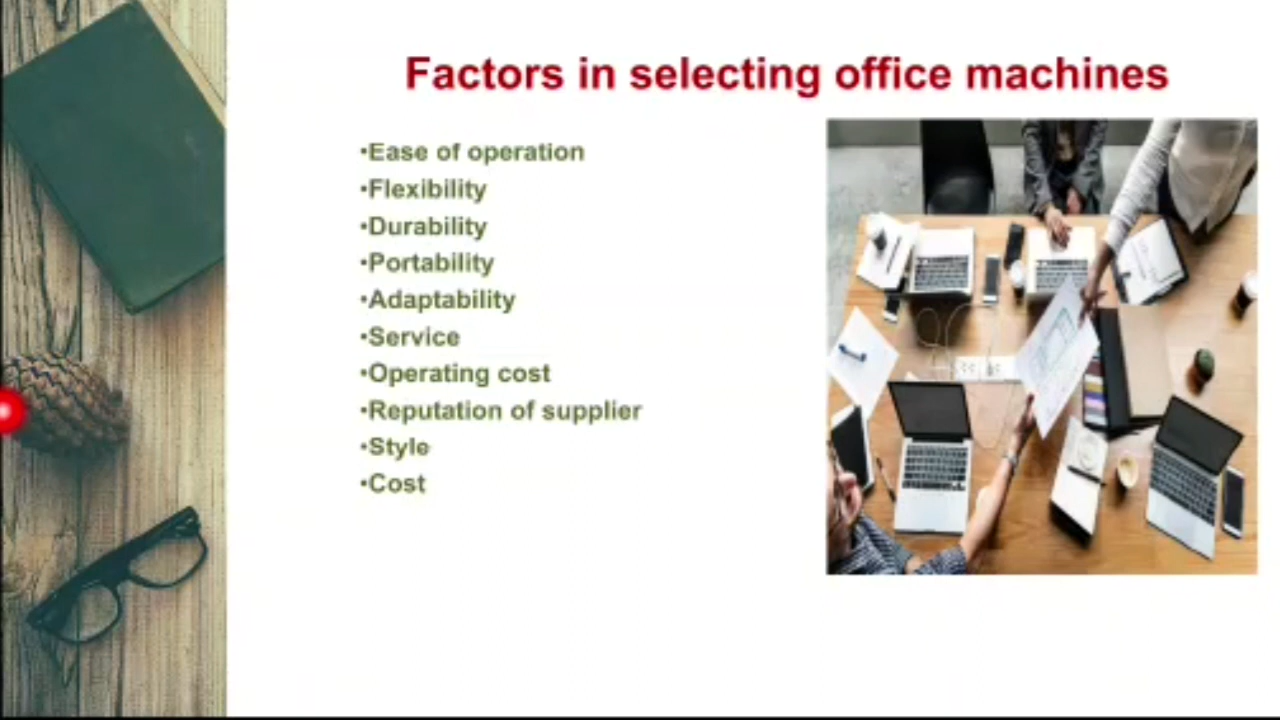 Factors in selecting office machines
•Ease of operation
•Flexibility
•Durability
•Portability
•Adaptability
•Service
•Operating cost
•Reputation of supplier
•Style
•Cost